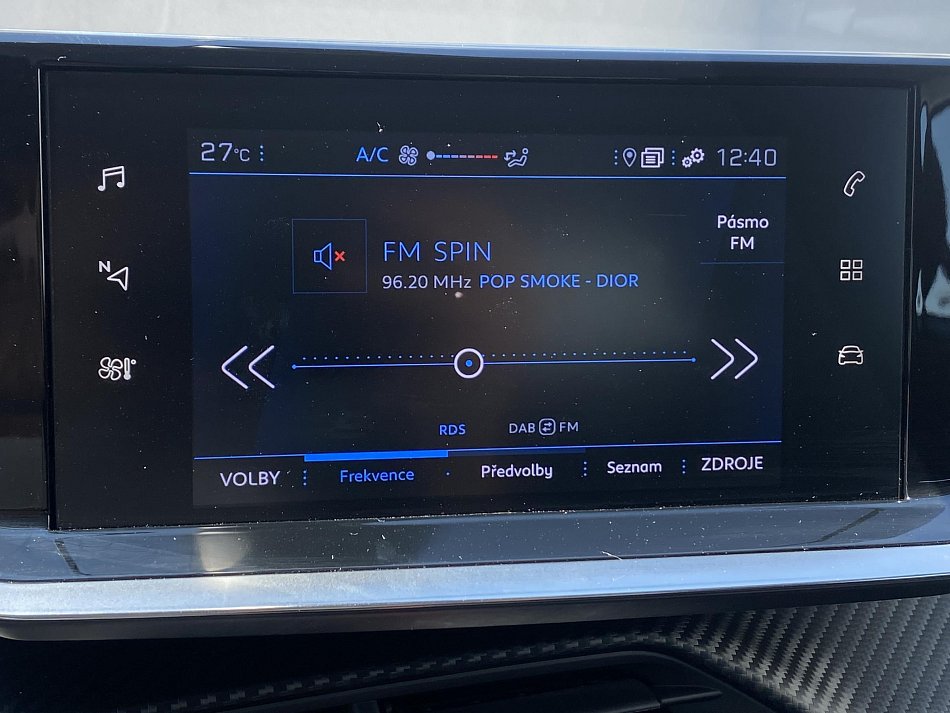 27°C
A/C
12:40
Pásmo
FM
FM SPIN
96.20 MHz POP SMOKE - DIOR
N
RDS
DAB FM
VOLBY Frekvence Předvolby Seznam ZDROJE